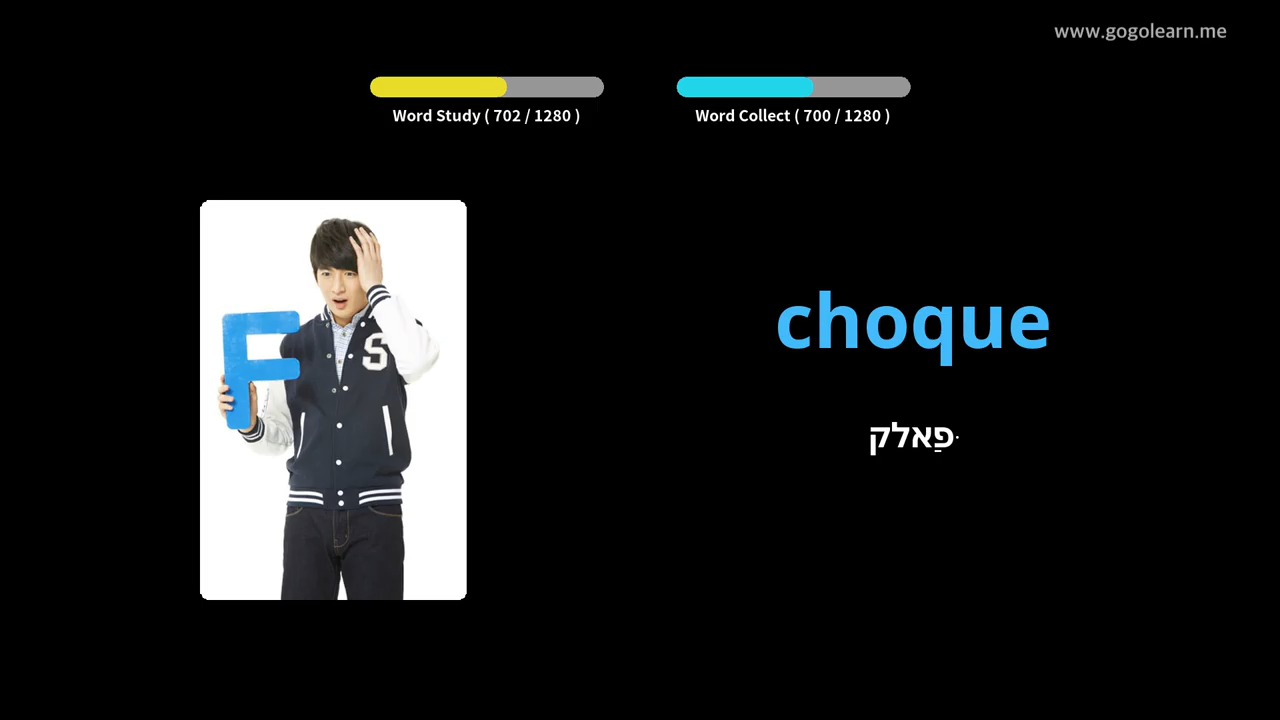 www.gogolearn.me
Word Study ( 702 / 1280 )
Word Collect ( 700 / 1280 )
F
S
choque
פַּאלק